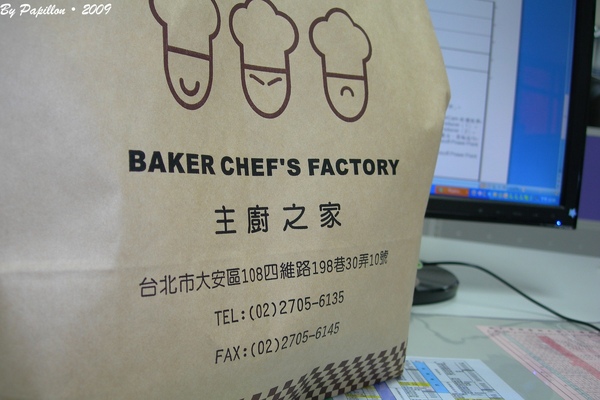 By Papillon • 2009
BAKER CHEF'S FACTORY
主廚之家
台北市大安區108四維路198巷30弄10號
TEL:(02)2705-6135
FAX:(02)2705-6145